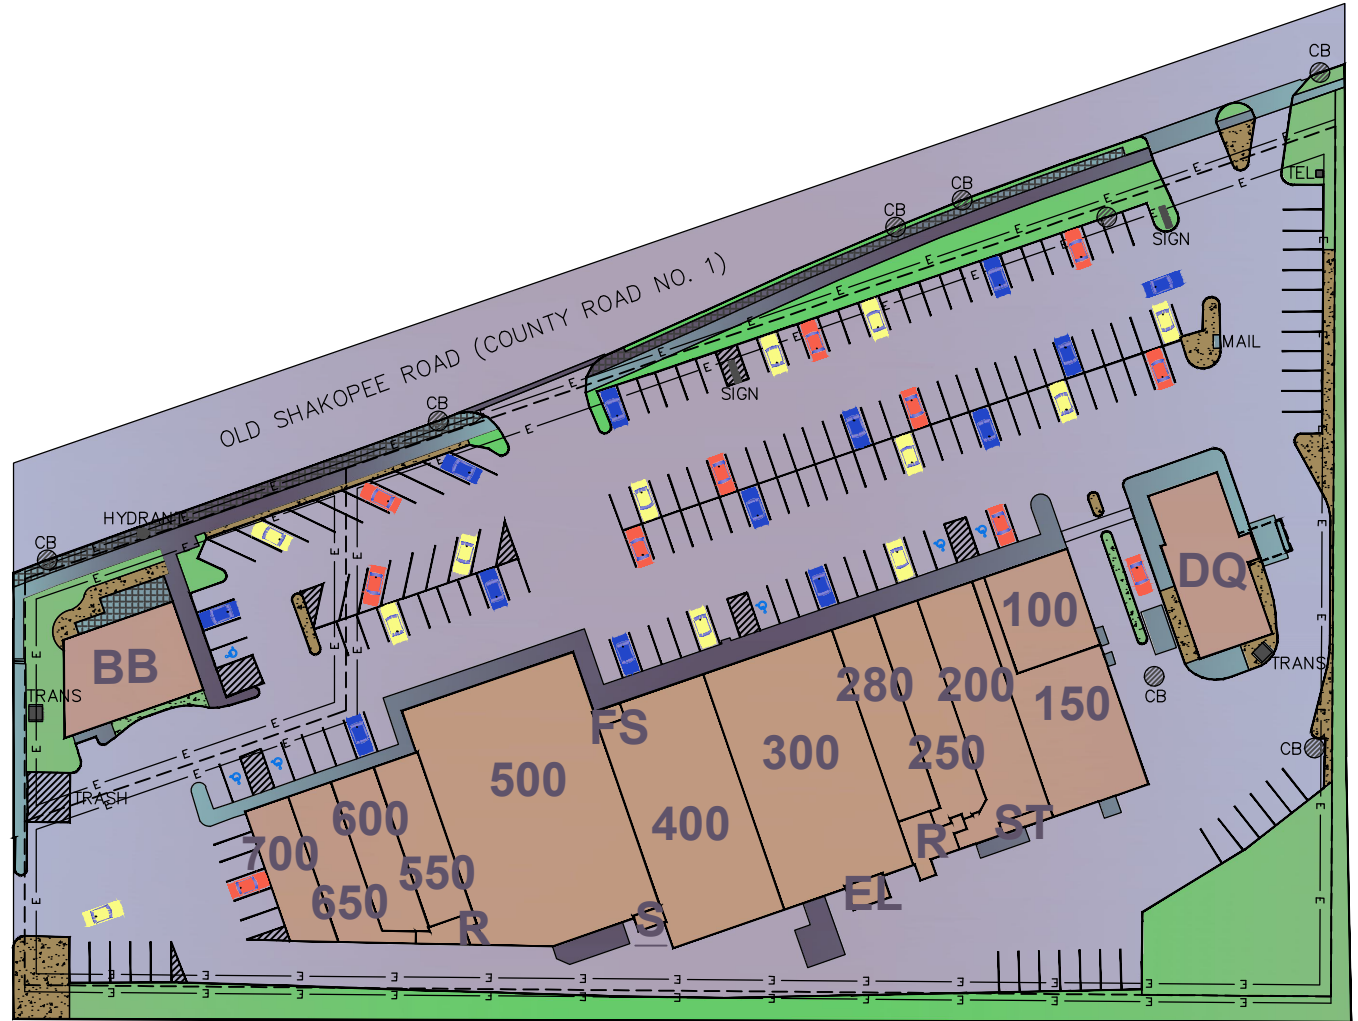 CB
TEL
CB
CB
SIGN
OLD SHAKOPEE ROAD (COUNTY ROAD NO. 1)
MAIL
SIGN
CB
HYDRANT
CB
DQ
100
BB
TRANS
CB
TRANS
280
200
150
FS
300
250
CB
500
TRASH
600
400
ST
700
R
550
650
EL
R
S
E